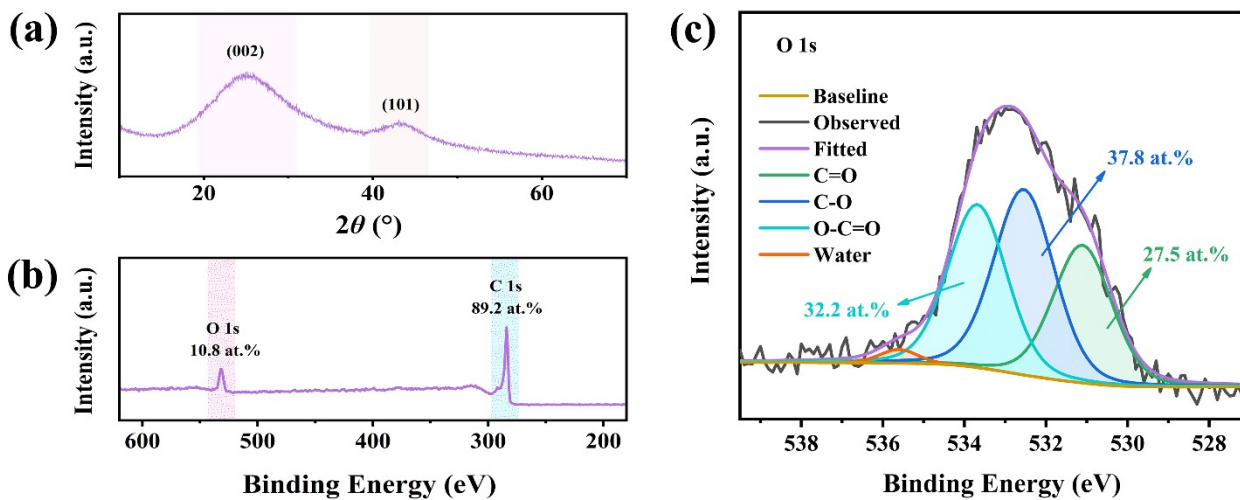 (a)
Intensity (a.u.)
(002)
(101)
20
40
60
2θ (°)
(b)
Intensity (a.u.)
O 1s
10.8 at.%
C 1s
89.2 at.%
600
500
400
300
200
Binding Energy (eV)
(c)
Intensity (a.u.)
O 1s
Baseline
Observed
Fitted
C=O
C-O
O-C=O
Water
37.8 at.%
27.5 at.%
32.2 at.%
538
536
534
532
530
528
Binding Energy (eV)